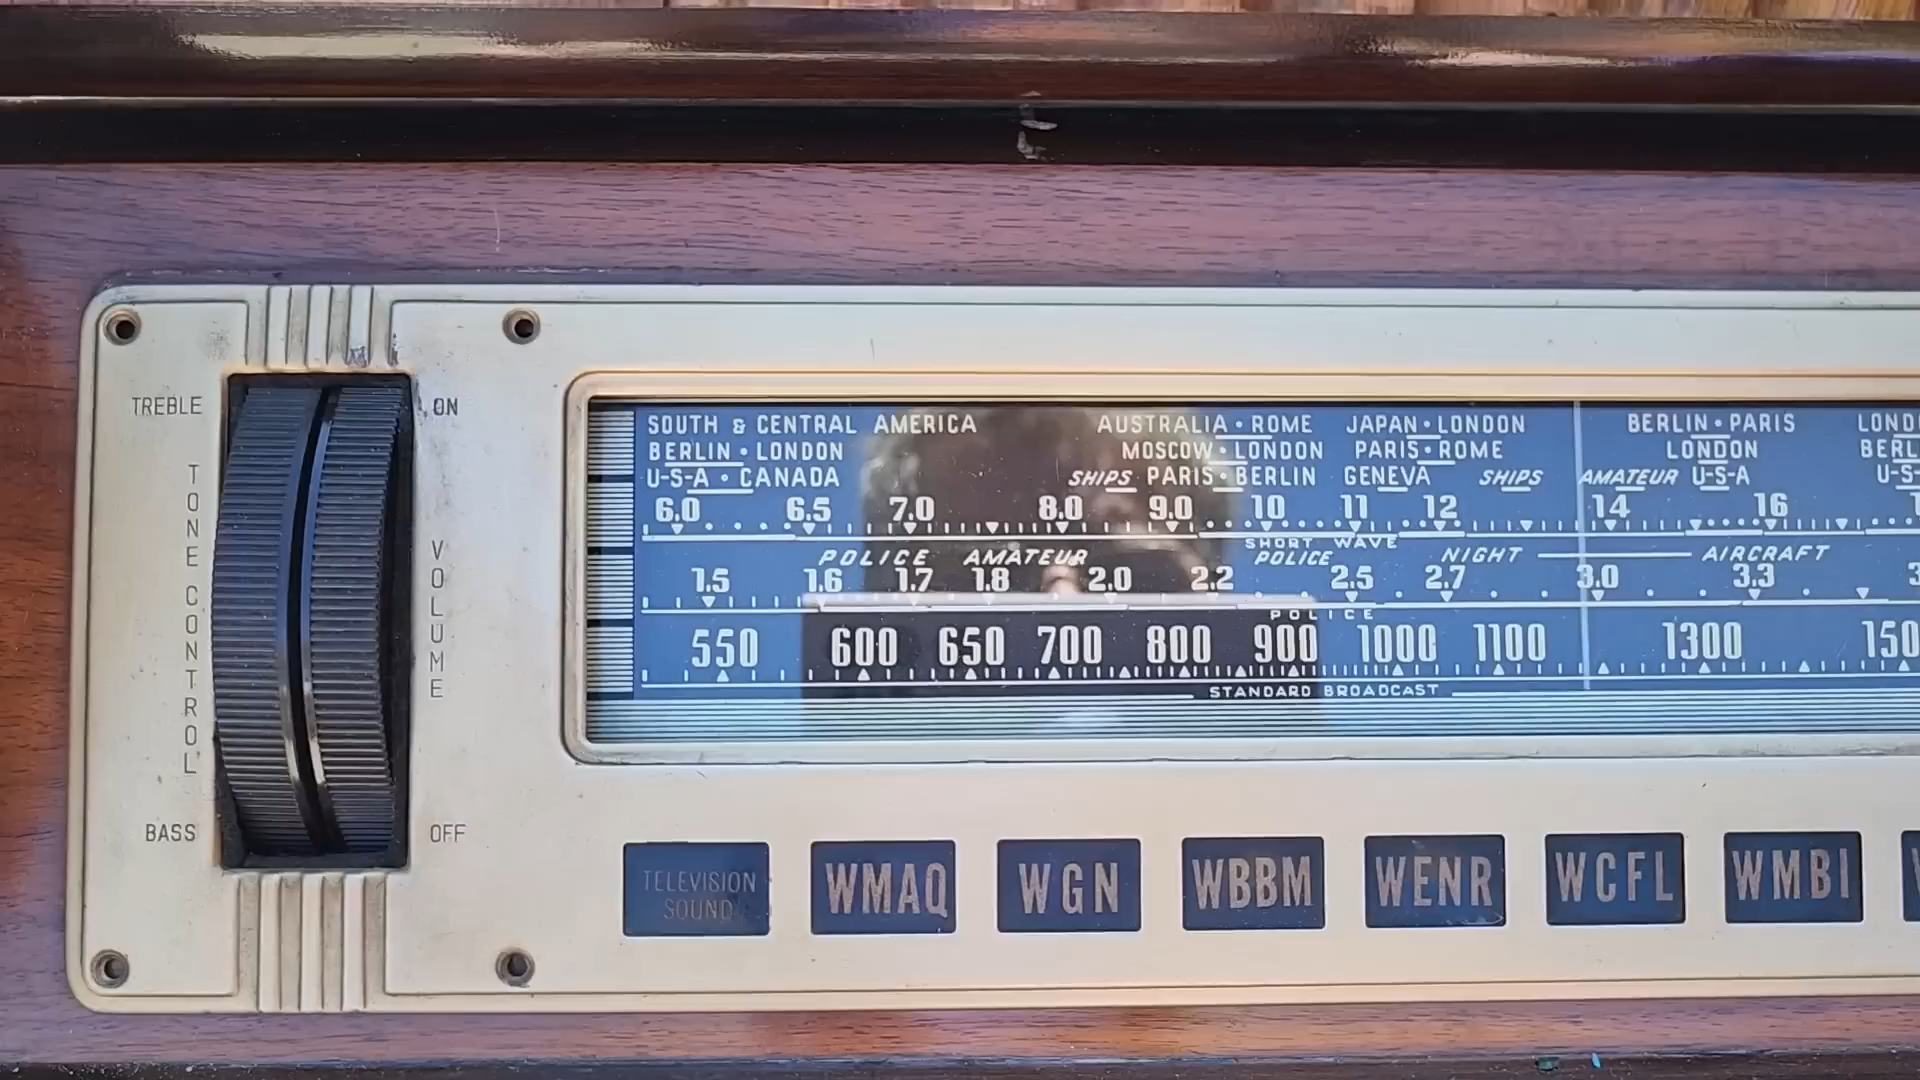 TREBLE
ON
TONE CONTROL
VOLUME
BASS
OFF
SOUTH & CENTRAL AMERICA AUSTRALIA • ROME JAPAN • LONDON BERLIN • PARIS
BERLIN • LONDON MOSCOW • LONDON PARIS • ROME LONDON
U-S-A • CANADA SHIPS PARIS • BERLIN GENEVA SHIPS AMATEUR U-S-A
6.0 6.5 7.0 8.0 9.0 10 11 12 14 16
SHORT WAVE
POLICE AMATEUR POLICE NIGHT AIRCRAFT
1.5 1.6 1.7 1.8 2.0 2.2 2.5 2.7 3.0 3.3
POLICE
550 600 650 700 800 900 1000 1100 1300
STANDARD BROADCAST
TELEVISION
SOUND
WMAQ
WGN
WBBM
WENR
WCFL
WMBI